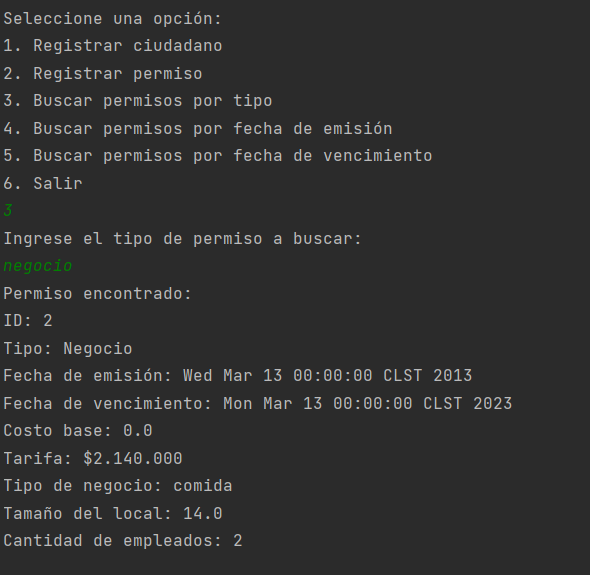 Seleccione una opción:
1. Registrar ciudadano
2. Registrar permiso
3. Buscar permisos por tipo
4. Buscar permisos por fecha de emisión
5. Buscar permisos por fecha de vencimiento
6. Salir
3
Ingrese el tipo de permiso a buscar:
negocio
Permiso encontrado:
ID: 2
Tipo: Negocio
Fecha de emisión: Wed Mar 13 00:00:00 CLST 2013
Fecha de vencimiento: Mon Mar 13 00:00:00 CLST 2023
Costo base: 0.0
Tarifa: $2.140.000
Tipo de negocio: comida
Tamaño del local: 14.0
Cantidad de empleados: 2